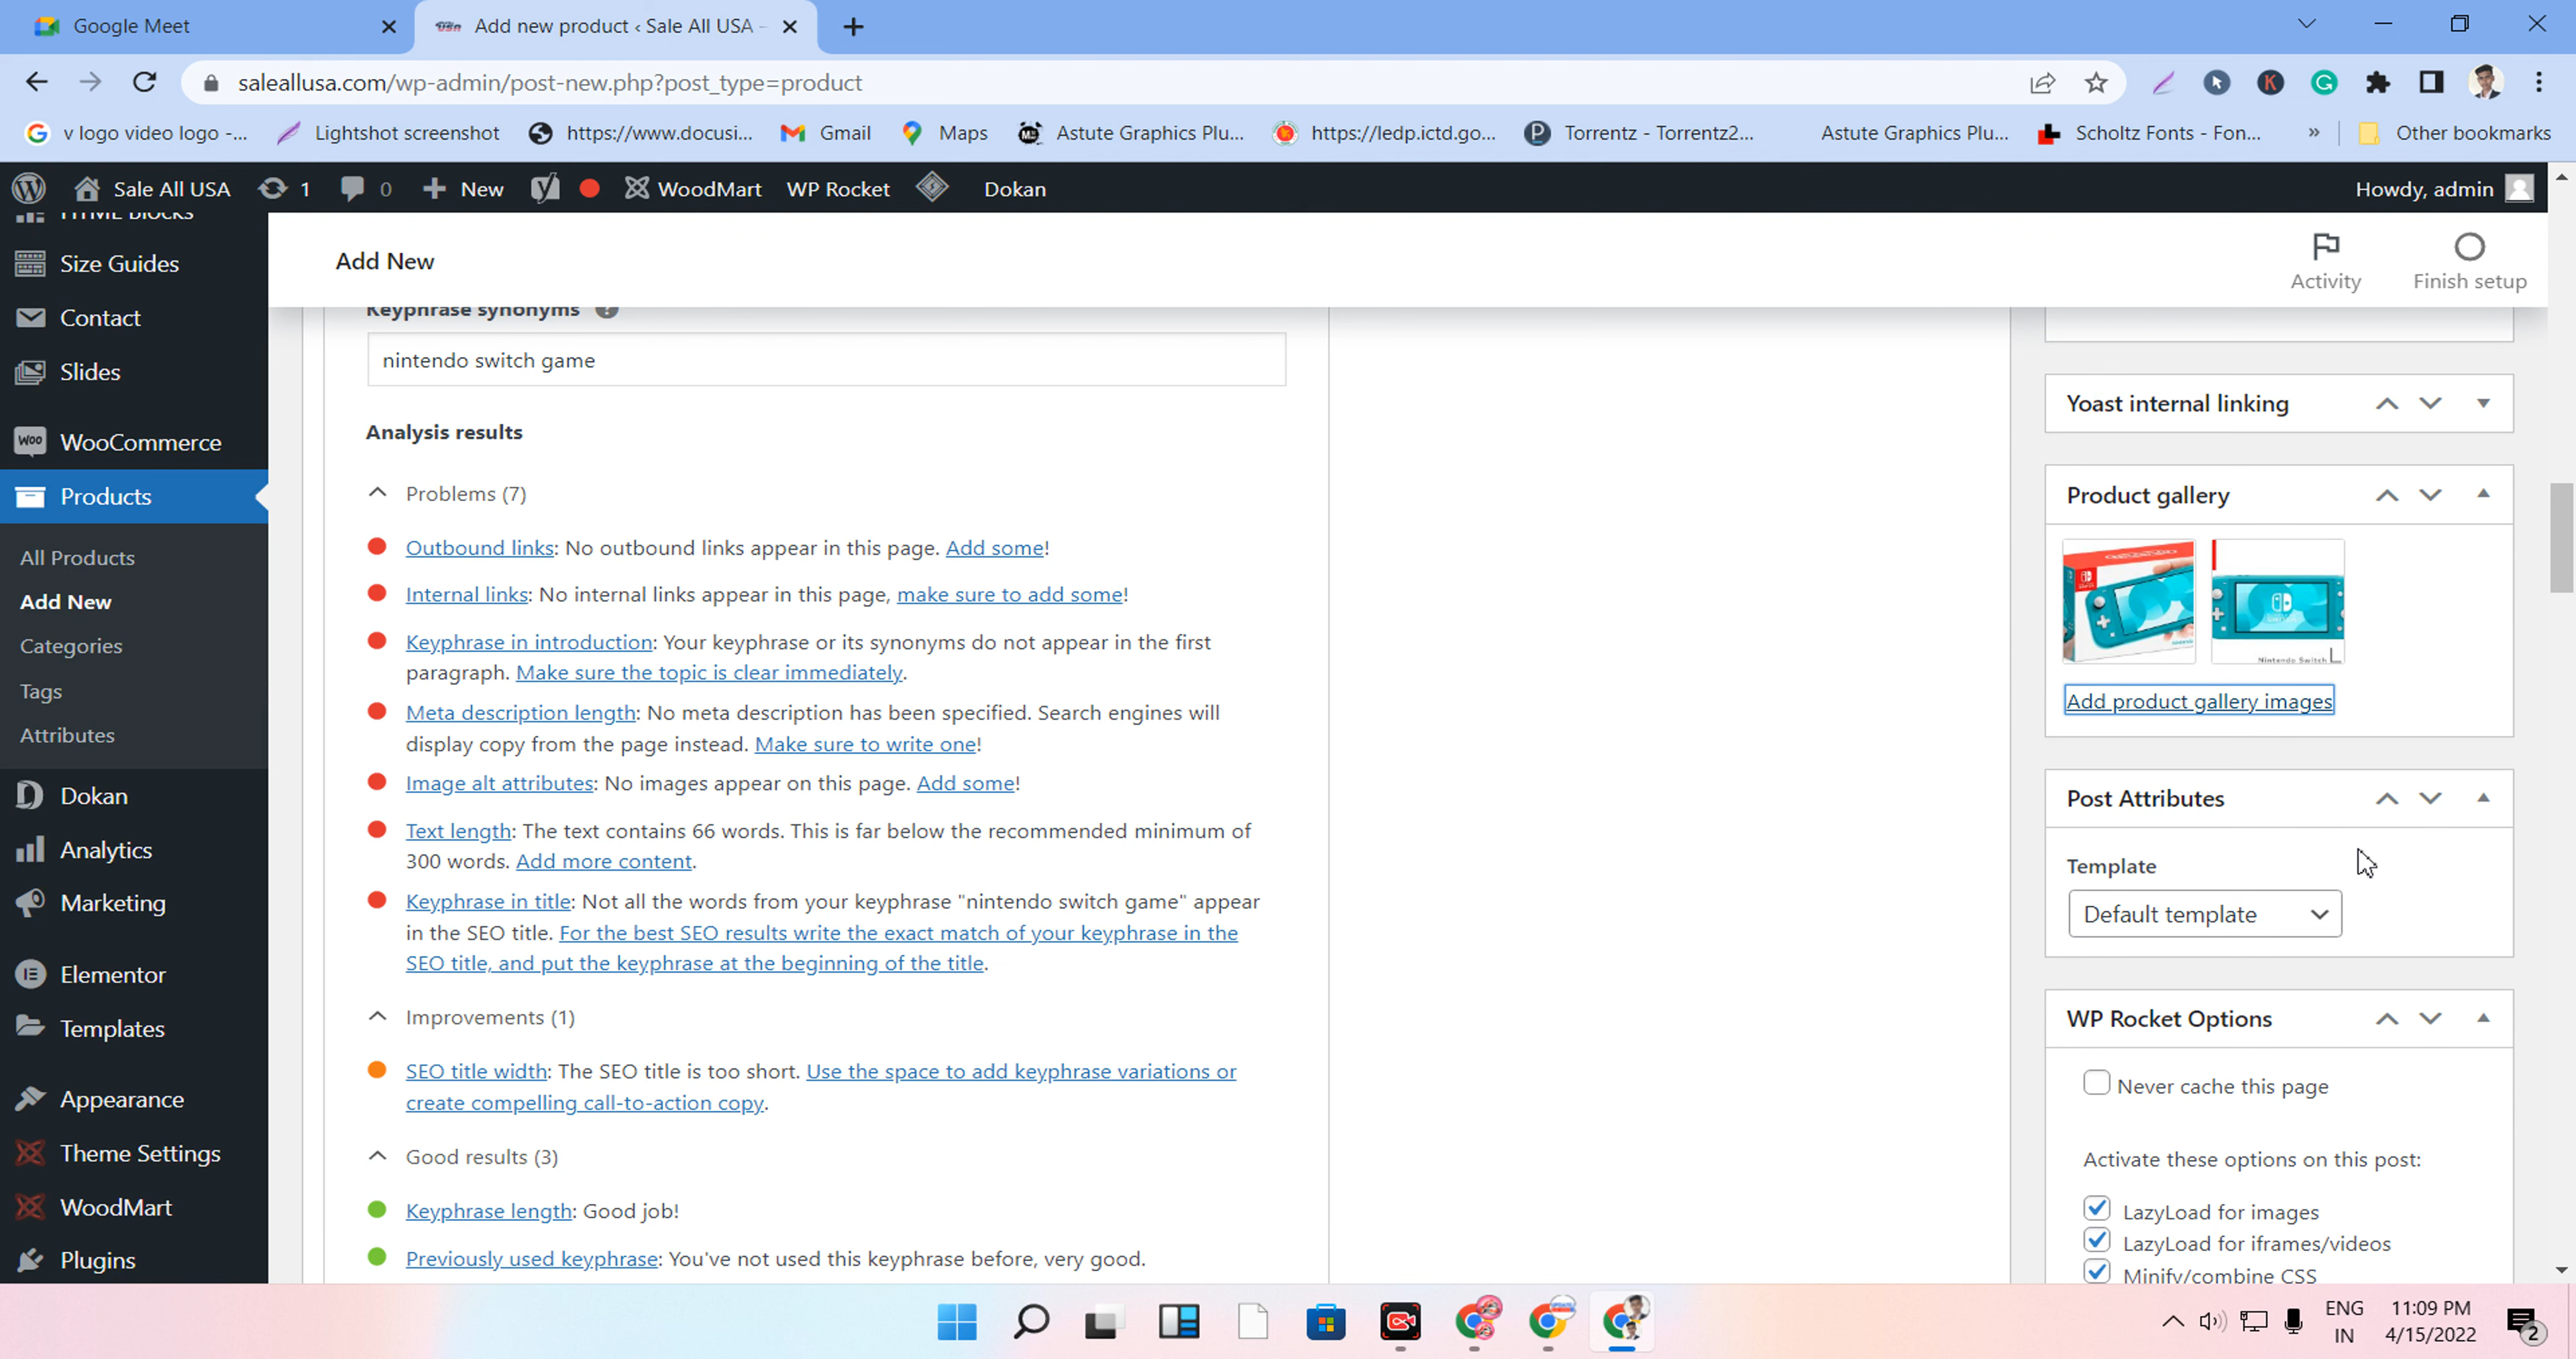 Google Meet
Add new product ‹ Sale All USA -
saleallusa.com/wp-admin/post-new.php?post_type=product
v logo video logo -...
Lightshot screenshot
https://www.docusi...
Gmail
Maps
Astute Graphics Plu...
https://ledp.ictd.go...
Torrentz - Torrentz2...
Astute Graphics Plu...
Scholtz Fonts - Fon...
»
Other bookmarks
Sale All USA
1
0
New
WoodMart
WP Rocket
Dokan
Howdy, admin
HTML Blocks
Size Guides
Contact
Slides
WooCommerce
Products
All Products
Add New
Categories
Tags
Attributes
Dokan
Analytics
Marketing
Elementor
Templates
Appearance
Theme Settings
WoodMart
Plugins
Add New
Activity
Finish setup
Keyphrase synonyms
nintendo switch game
Analysis results
Problems (7)
Outbound links: No outbound links appear in this page. Add some!
Internal links: No internal links appear in this page, make sure to add some!
Keyphrase in introduction: Your keyphrase or its synonyms do not appear in the first
paragraph. Make sure the topic is clear immediately.
Meta description length: No meta description has been specified. Search engines will
display copy from the page instead. Make sure to write one!
Image alt attributes: No images appear on this page. Add some!
Text length: The text contains 66 words. This is far below the recommended minimum of
300 words. Add more content.
Keyphrase in title: Not all the words from your keyphrase "nintendo switch game" appear
in the SEO title. For the best SEO results write the exact match of your keyphrase in the
SEO title, and put the keyphrase at the beginning of the title.
Improvements (1)
SEO title width: The SEO title is too short. Use the space to add keyphrase variations or
create compelling call-to-action copy.
Good results (3)
Keyphrase length: Good job!
Previously used keyphrase: You've not used this keyphrase before, very good.
Yoast internal linking
Product gallery
Nintendo Switch L
Add product gallery images
Post Attributes
Template
Default template
WP Rocket Options
Never cache this page
Activate these options on this post:
LazyLoad for images
LazyLoad for iframes/videos
Minify/combine CSS
ENG
IN
11:09 PM
4/15/2022
2